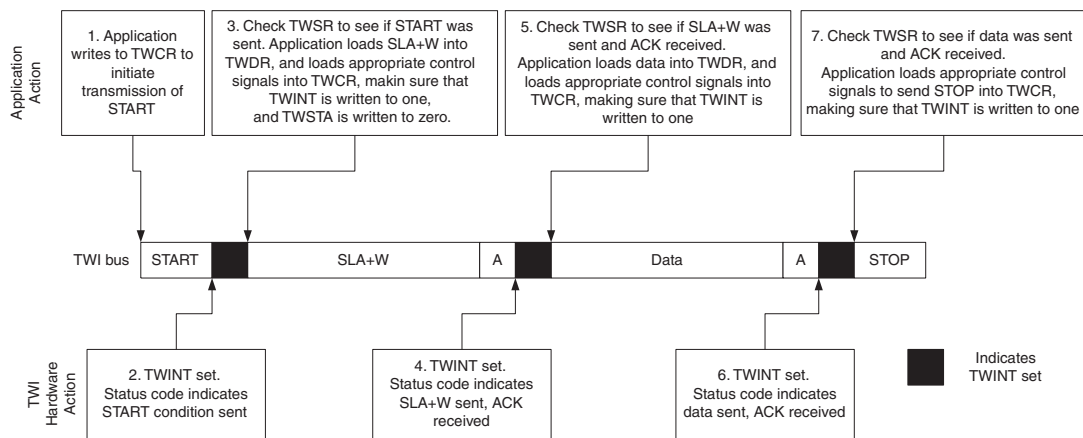 Application
Action
1. Application
writes to TWCR to
initiate
transmission of
START
3. Check TWSR to see if START was
sent. Application loads SLA+W into
TWDR, and loads appropriate control
signals into TWCR, makin sure that
TWINT is written to one,
and TWSTA is written to zero.
5. Check TWSR to see if SLA+W was
sent and ACK received.
Application loads data into TWDR, and
loads appropriate control signals into
TWCR, making sure that TWINT is
written to one
7. Check TWSR to see if data was sent
and ACK received.
Application loads appropriate control
signals to send STOP into TWCR,
making sure that TWINT is written to one
TWI bus
START
SLA+W
A
Data
A
STOP
TWI
Hardware
Action
2. TWINT set.
Status code indicates
START condition sent
4. TWINT set.
Status code indicates
SLA+W sent, ACK
received
6. TWINT set.
Status code indicates
data sent, ACK received
Indicates
TWINT set